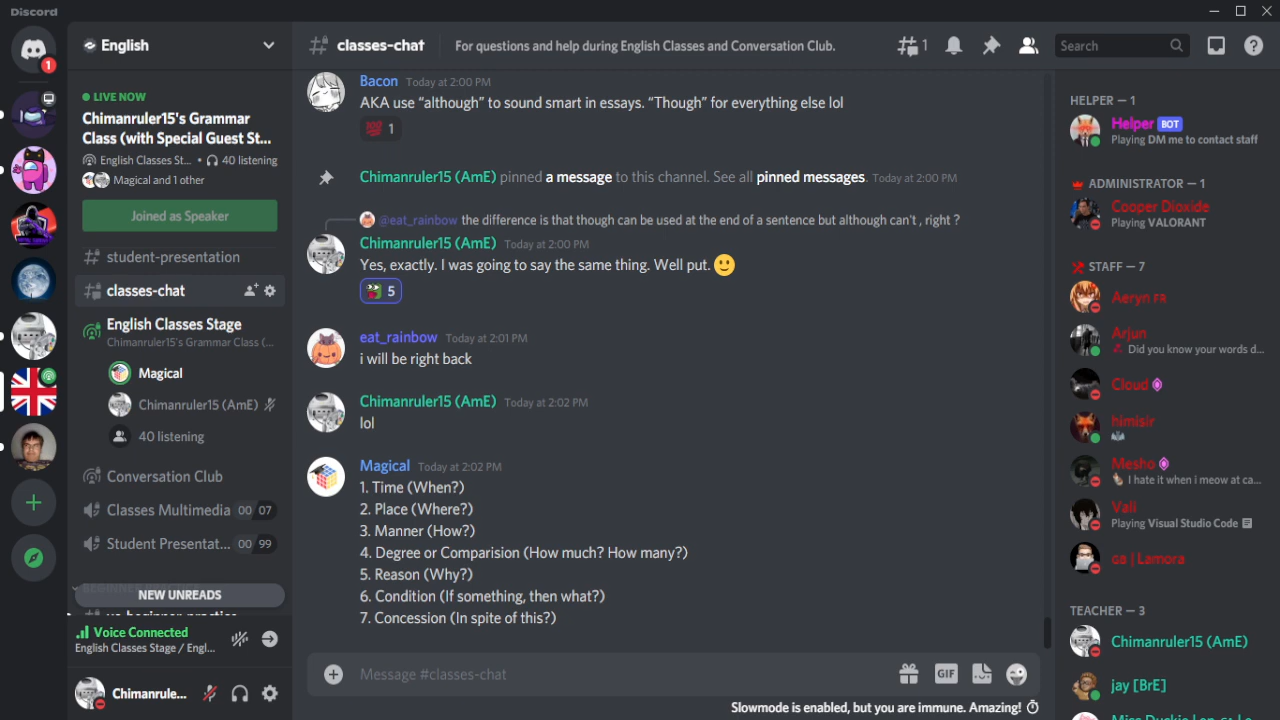 Discord
1
English
LIVE NOW
Chimanruler15's Grammar
Class (with Special Guest St...
English Classes St... • 40 listening
Magical and 1 other
Joined as Speaker
student-presentation
classes-chat
English Classes Stage
Chimanruler15's Grammar Class (...
Magical
Chimanruler15 (AmE)
40 listening
Conversation Club
Classes Multimedia 00 07
Student Presentat... 00 99
NEW UNREADS
Voice Connected
English Classes Stage / Engl...
Chimanrule...
classes-chat
For questions and help during English Classes and Conversation Club.
1
Search
Bacon Today at 2:00 PM
AKA use “although” to sound smart in essays. “Though” for everything else lol
💯 1
Chimanruler15 (AmE) pinned a message to this channel. See all pinned messages. Today at 2:00 PM
@eat_rainbow the difference is that though can be used at the end of a sentence but although can't , right ?
Chimanruler15 (AmE) Today at 2:00 PM
Yes, exactly. I was going to say the same thing. Well put. 🙂
5
eat_rainbow Today at 2:01 PM
i will be right back
Chimanruler15 (AmE) Today at 2:02 PM
lol
Magical Today at 2:02 PM
1. Time (When?)
2. Place (Where?)
3. Manner (How?)
4. Degree or Comparision (How much? How many?)
5. Reason (Why?)
6. Condition (If something, then what?)
7. Concession (In spite of this?)
Message #classes-chat
GIF
Slowmode is enabled, but you are immune. Amazing!
HELPER — 1
Helper BOT
Playing DM me to contact staff
ADMINISTRATOR — 1
Cooper Dioxide
Playing VALORANT
STAFF — 7
Aeryn FR
Arjun
Did you know your words d...
Cloud
himisir
Mesho
I hate it when i meow at ca...
Vali
Playing Visual Studio Code
GB | Lamora
TEACHER — 3
Chimanruler15 (AmE)
jay [BrE]